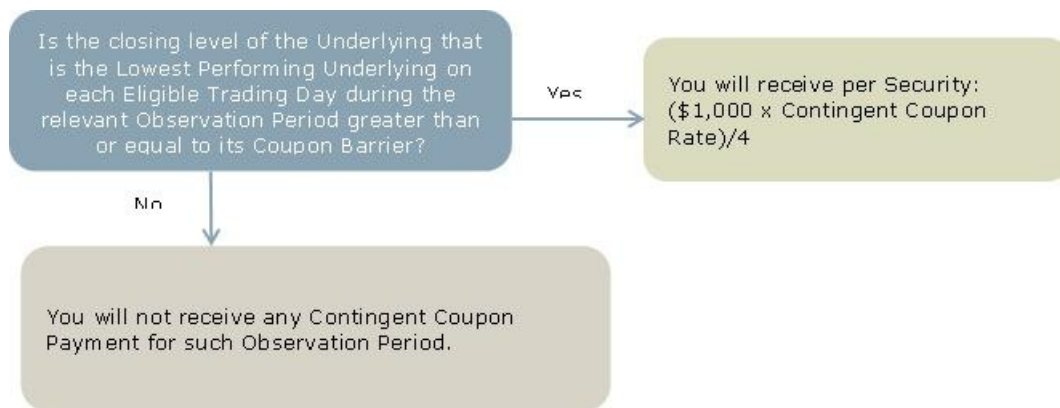 Is the closing level of the Underlying that
is the Lowest Performing Underlying on
each Eligible Trading Day during the
relevant Observation Period greater than
or equal to its Coupon Barrier?
Yes
You will receive per Security:
($1,000 x Contingent Coupon
Rate)/4
No
You will not receive any Contingent Coupon
Payment for such Observation Period.